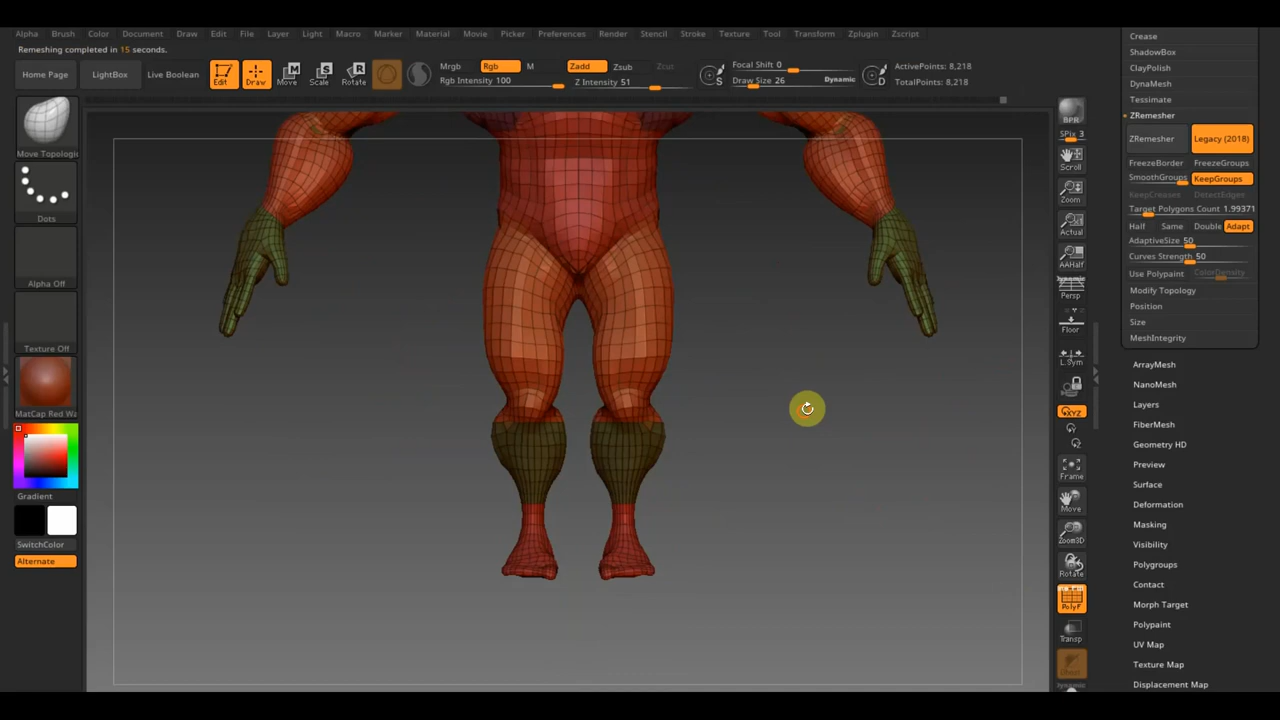 Alpha Brush Color Document Draw Edit File Layer Light Macro Marker Material Movie Picker Preferences Render Stencil Stroke Texture Tool Transform Zplugin Zscript
Remeshing completed in 15 seconds.
Home Page LightBox Live Boolean Edit Draw Move Scale Rotate
Mrgb Rgb M Zadd Zsub Zcut
Rgb Intensity 100 Z Intensity 51
Focal Shift 0
Draw Size 26 Dynamic
ActivePoints: 8,218
TotalPoints: 8,218
Move Topologic
Dots
Alpha Off
Texture Off
MatCap Red Wa
Gradient
SwitchColor
Alternate
BPR
SPix 3
Scroll
Zoom
Actual
AAHalf
Dynamic
Persp
Floor
L.Sym
XYZ
Frame
Move
Zoom3D
Rotate
PolyF
Transp
Dynamic
Crease
ShadowBox
ClayPolish
DynaMesh
Tessimate
ZRemesher
ZRemesher Legacy (2018)
FreezeBorder FreezeGroups
SmoothGroups KeepGroups
KeepCreases DetectEdges
Target Polygons Count 1.99371
Half Same Double Adapt
AdaptiveSize 50
Curves Strength 50
Use Polypaint ColorDensity
Modify Topology
Position
Size
MeshIntegrity
ArrayMesh
NanoMesh
Layers
FiberMesh
Geometry HD
Preview
Surface
Deformation
Masking
Visibility
Polygroups
Contact
Morph Target
Polypaint
UV Map
Texture Map
Displacement Map